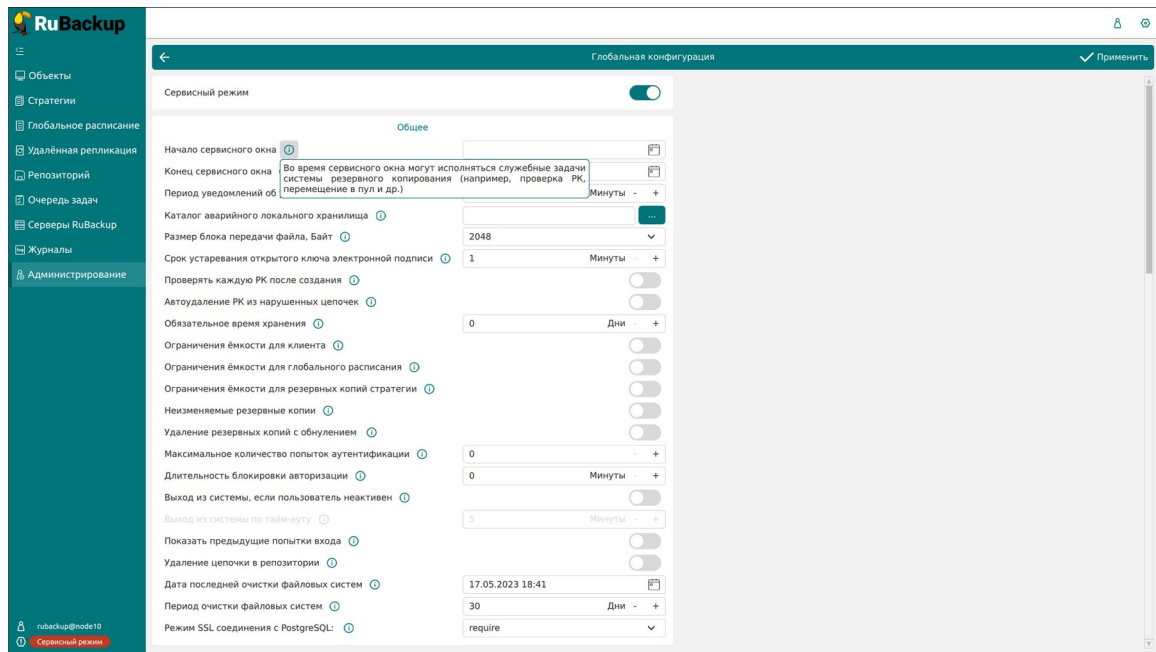 RuBackup
Глобальная конфигурация
Применить
Объекты
Стратегии
Глобальное расписание
Удалённая репликация
Репозиторий
Очередь задач
Серверы RuBackup
Журналы
Администрирование
rubackup@node10
Сервисный режим
Сервисный режим
Общее
Начало сервисного окна
Во время сервисного окна могут исполняться служебные задачи
системы резервного копирования (например, проверка РК,
перемещение в пул и др.)
Конец сервисного окна
Период уведомлений об
Минуты - +
Каталог аварийного локального хранилища
...
Размер блока передачи файла, Байт
2048
Срок устаревания открытого ключа электронной подписи
1 Минуты - +
Проверять каждую РК после создания
Автоудаление РК из нарушенных цепочек
Обязательное время хранения
0 Дни - +
Ограничения ёмкости для клиента
Ограничения ёмкости для глобального расписания
Ограничения ёмкости для резервных копий стратегии
Неизменяемые резервные копии
Удаление резервных копий с обнулением
Максимальное количество попыток аутентификации
0 - +
Длительность блокировки авторизации
0 Минуты - +
Выход из системы, если пользователь неактивен
Выход из системы по тайм-ауту
5 Минуты - +
Показать предыдущие попытки входа
Удаление цепочки в репозитории
Дата последней очистки файловых систем
17.05.2023 18:41
Период очистки файловых систем
30 Дни - +
Режим SSL соединения с PostgreSQL:
require